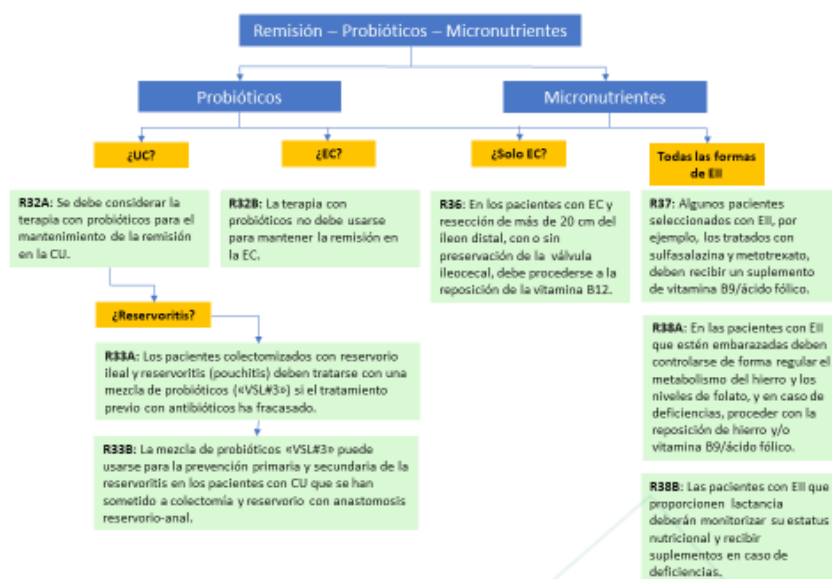 Remisión – Probióticos – Micronutrientes
Probióticos
Micronutrientes
¿UC?
¿EC?
¿Solo EC?
Todas las formas
de EII
R32A: Se debe considerar la
terapia con probióticos para el
mantenimiento de la remisión
en la CU.
R32B: La terapia con
probióticos no debe usarse
para mantener la remisión en
la EC.
R36: En los pacientes con EC y
resección de más de 20 cm del
íleon distal, con o sin
preservación de la válvula
ileocecal, debe procederse a la
reposición de la vitamina B12.
R37: Algunos pacientes
seleccionados con EII, por
ejemplo, los tratados con
sulfasalazina y metotrexato,
deben recibir un suplemento
de vitamina B9/ácido fólico.
¿Reservoritis?
R33A: Los pacientes colectomizados con reservorio
ileal y reservoritis (pouchitis) deben tratarse con una
mezcla de probióticos («VSL#3») si el tratamiento
previo con antibióticos ha fracasado.
R33B: La mezcla de probióticos «VSL#3» puede
usarse para la prevención primaria y secundaria de la
reservoritis en los pacientes con CU que se han
sometido a colectomía y reservorio con anastomosis
reservorio-anal.
R38A: En las pacientes con EII
que estén embarazadas deben
controlarse de forma regular el
metabolismo del hierro y los
niveles de folato, y en caso de
deficiencias, proceder con la
reposición de hierro y/o
vitamina B9/ácido fólico.
R38B: Las pacientes con EII que
proporcionen lactancia
deberán monitorizar su estatus
nutricional y recibir
suplementos en caso de
deficiencias.